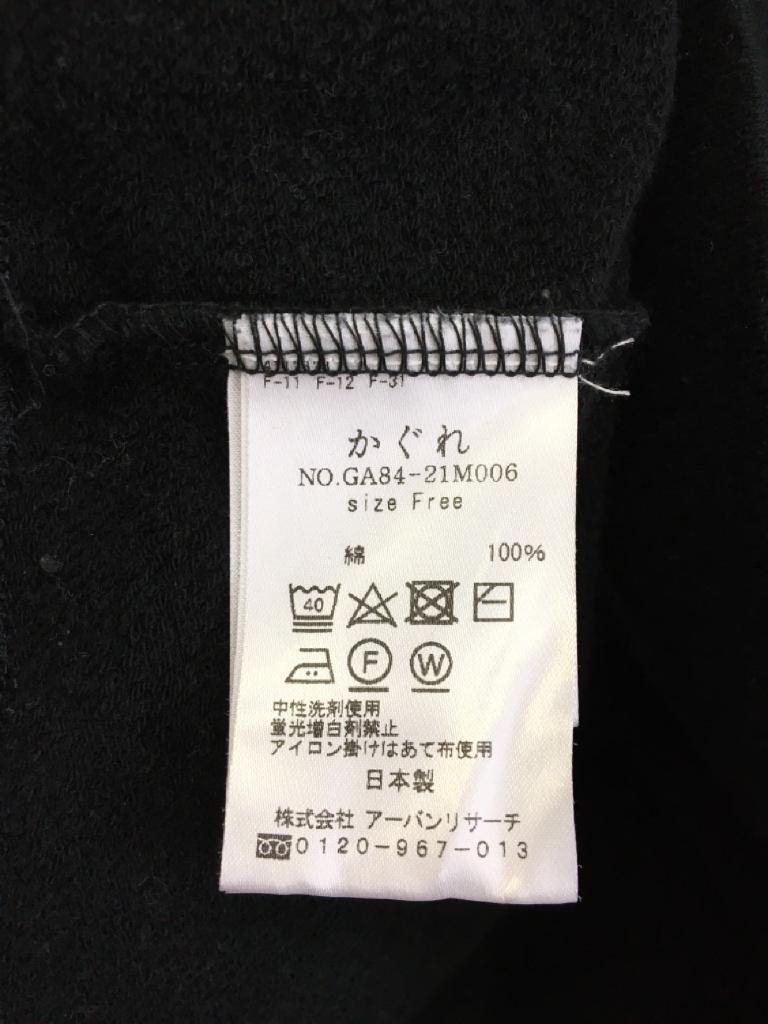 F-11 F-12 F-31
かぐれ
NO.GA84-21M006
size Free
綿 100%
40
F W
中性洗剤使用
蛍光増白剤禁止
アイロン掛けはあて布使用
日本製
株式会社 アーバンリサーチ
0120-967-013